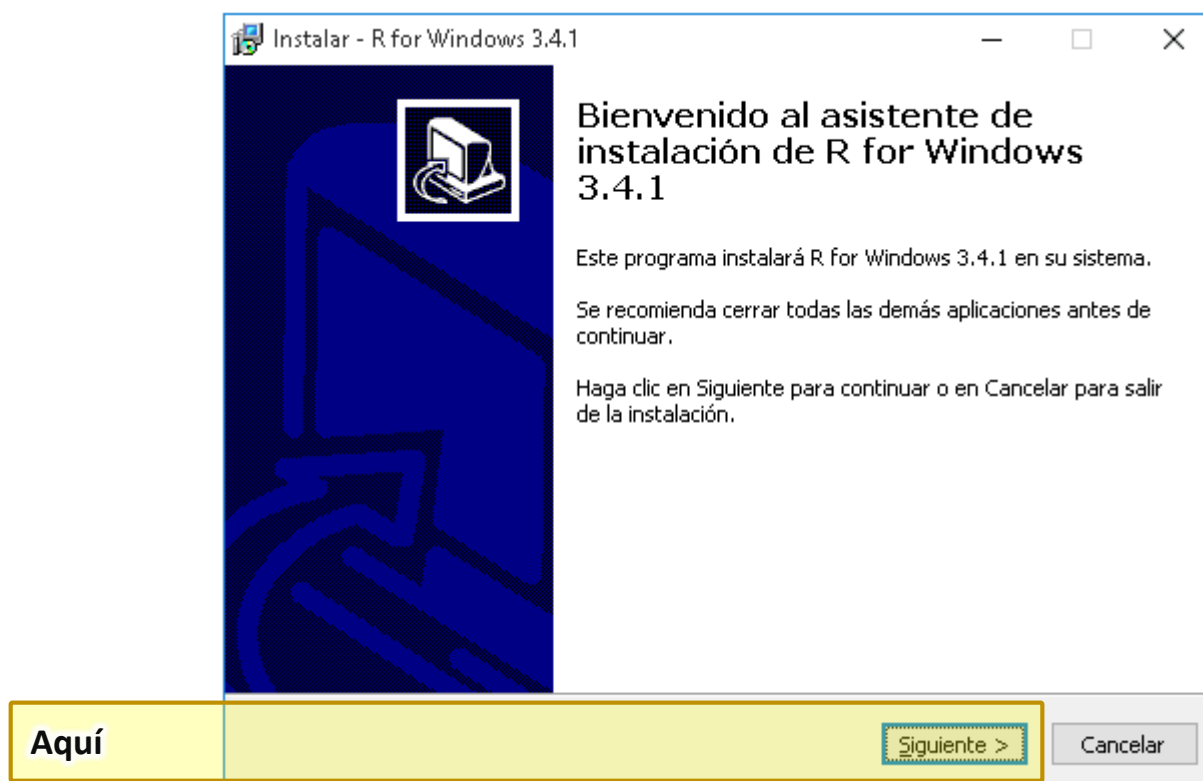 Instalar - R for Windows 3.4.1
Bienvenido al asistente de
instalación de R for Windows
3.4.1
Este programa instalará R for Windows 3.4.1 en su sistema.
Se recomienda cerrar todas las demás aplicaciones antes de
continuar.
Haga clic en Siguiente para continuar o en Cancelar para salir
de la instalación.
Aquí Siguiente > Cancelar